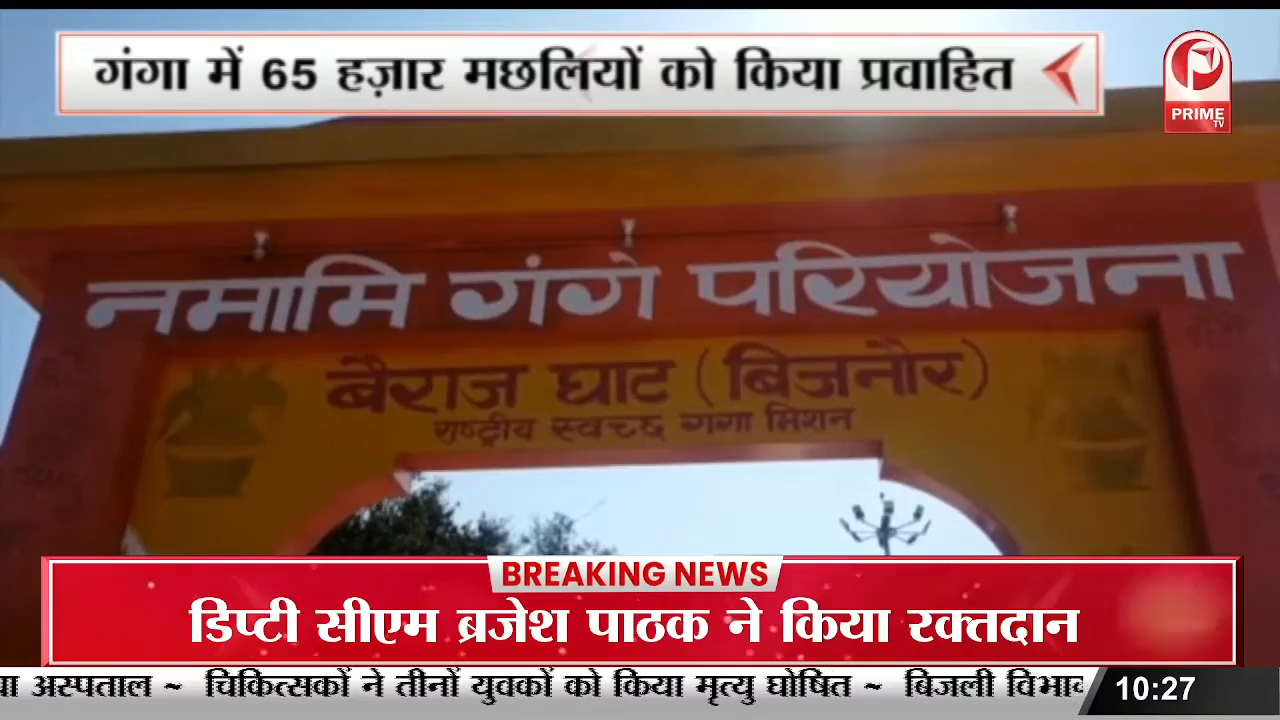 गंगा में 65 हज़ार मछलियों को किया प्रवाहित
PRIME
TV
नमामि गंगे परियोजना
बैराज घाट (बिजनौर)
राष्ट्रीय स्वच्छ गंगा मिशन
BREAKING NEWS
डिप्टी सीएम ब्रजेश पाठक ने किया रक्तदान
अस्पताल ~ चिकित्सकों ने तीनों युवकों को किया मृत्यु घोषित ~ बिजली
10:27